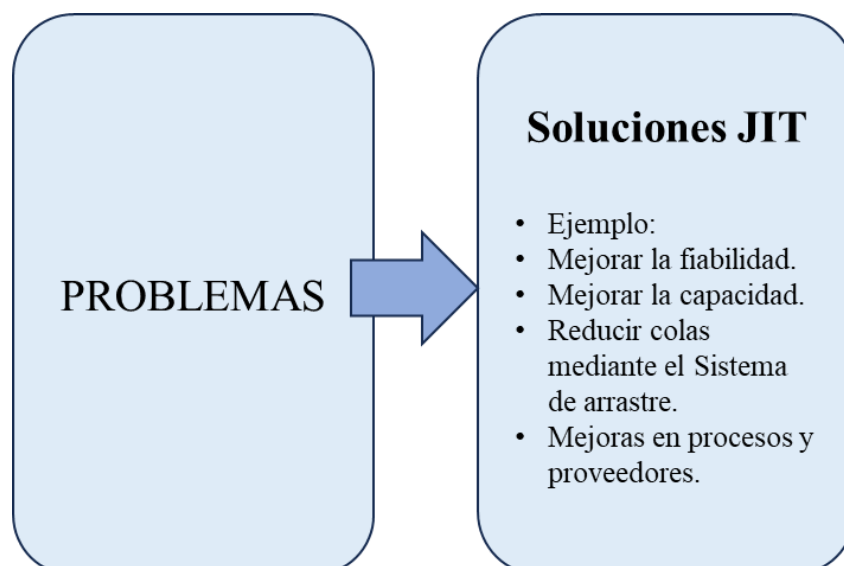 PROBLEMAS
Soluciones JIT
• Ejemplo:
• Mejorar la fiabilidad.
• Mejorar la capacidad.
• Reducir colas
mediante el Sistema
de arrastre.
• Mejoras en procesos y
proveedores.